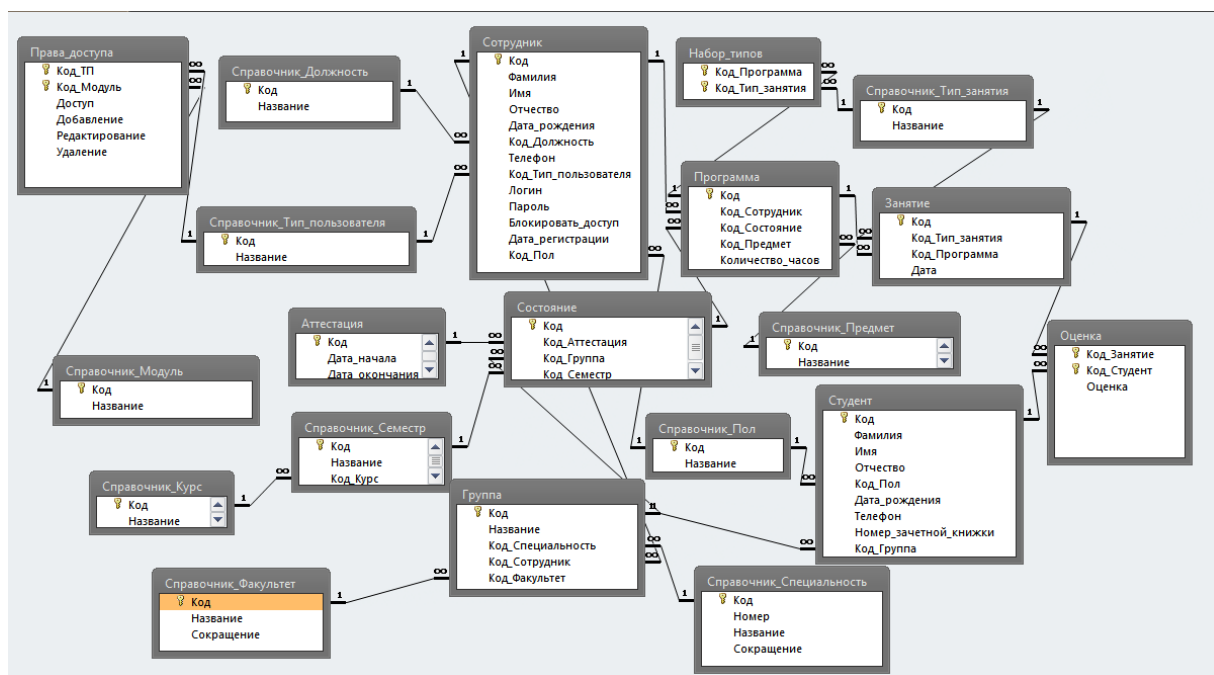 Права_доступа
Код_ТП
Код_Модуль
Доступ
Добавление
Редактирование
Удаление
Справочник_Должность
Код
Название
Сотрудник
Код
Фамилия
Имя
Отчество
Дата_рождения
Код_Должность
Телефон
Код_Тип_пользователя
Логин
Пароль
Блокировать_доступ
Дата_регистрации
Код_Пол
Набор_типов
Код_Программа
Код_Тип_занятия
Справочник_Тип_занятия
Код
Название
Справочник_Тип_пользователя
Код
Название
Программа
Код
Код_Сотрудник
Код_Состояние
Код_Предмет
Количество_часов
Занятие
Код
Код_Тип_занятия
Код_Программа
Дата
Аттестация
Код
Дата_начала
Дата_окончания
Состояние
Код
Код_Аттестация
Код_Группа
Код_Семестр
Справочник_Предмет
Код
Название
Оценка
Код_Занятие
Код_Студент
Оценка
Справочник_Модуль
Код
Название
Справочник_Семестр
Код
Название
Код_Курс
Справочник_Пол
Код
Название
Студент
Код
Фамилия
Имя
Отчество
Код_Пол
Дата_рождения
Телефон
Номер_зачетной_книжки
Код_Группа
Справочник_Курс
Код
Название
Группа
Код
Название
Код_Специальность
Код_Сотрудник
Код_Факультет
Справочник_Факультет
Код
Название
Сокращение
Справочник_Специальность
Код
Номер
Название
Сокращение